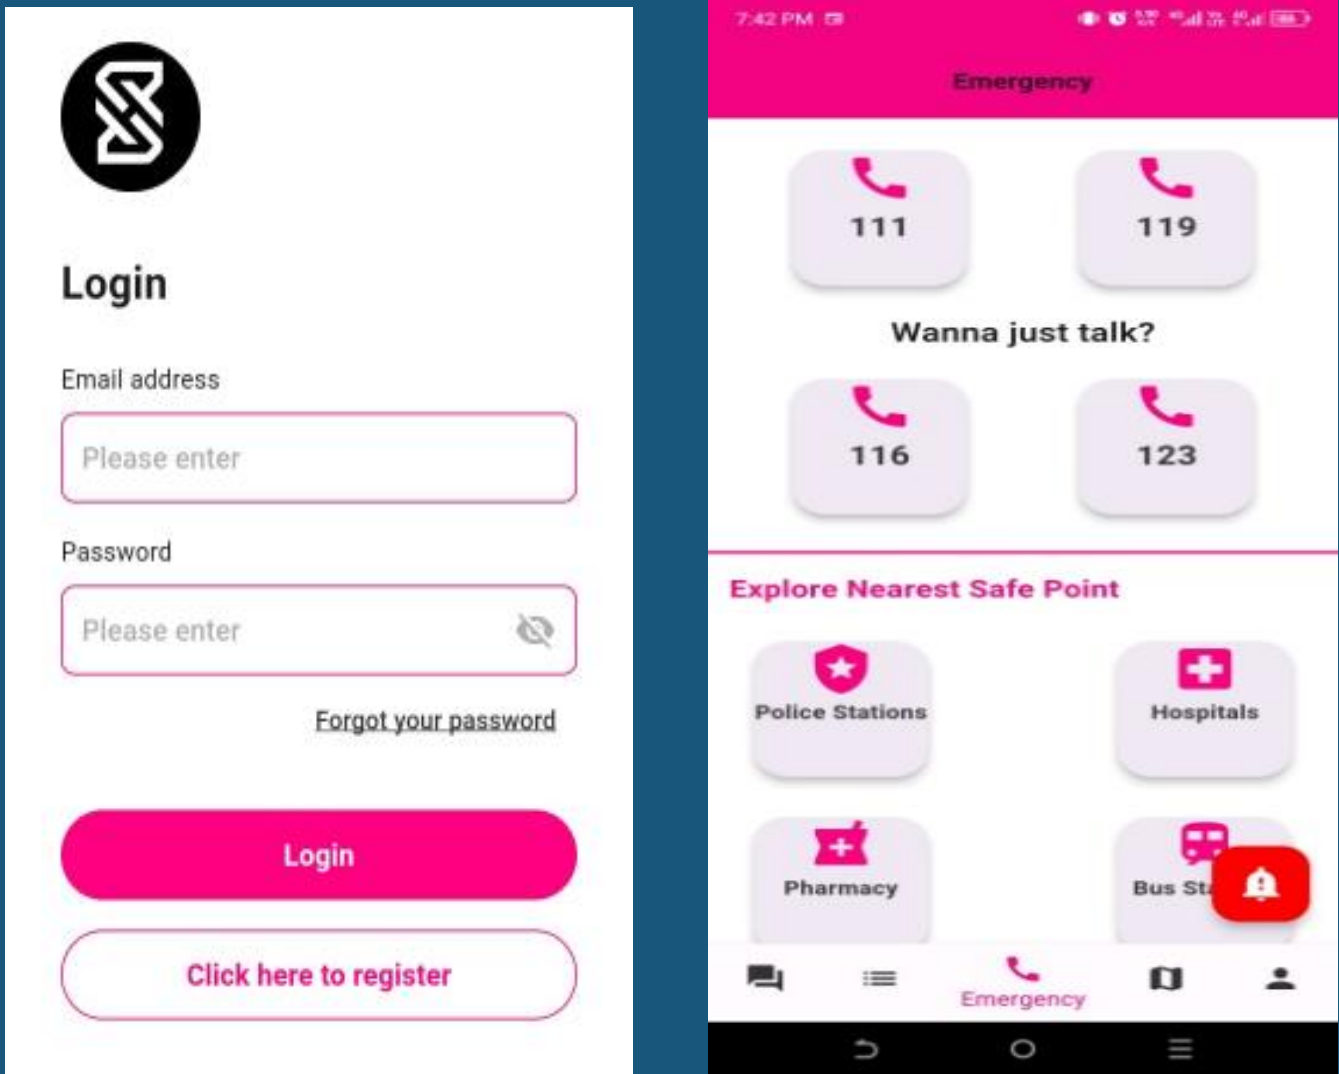 Login
Email address
Please enter
Password
Please enter
Forgot your password
Login
Click here to register
7:42 PM
Emergency
111 119
Wanna just talk?
116 123
Explore Nearest Safe Point
Police Stations Hospitals
Pharmacy Bus
Emergency